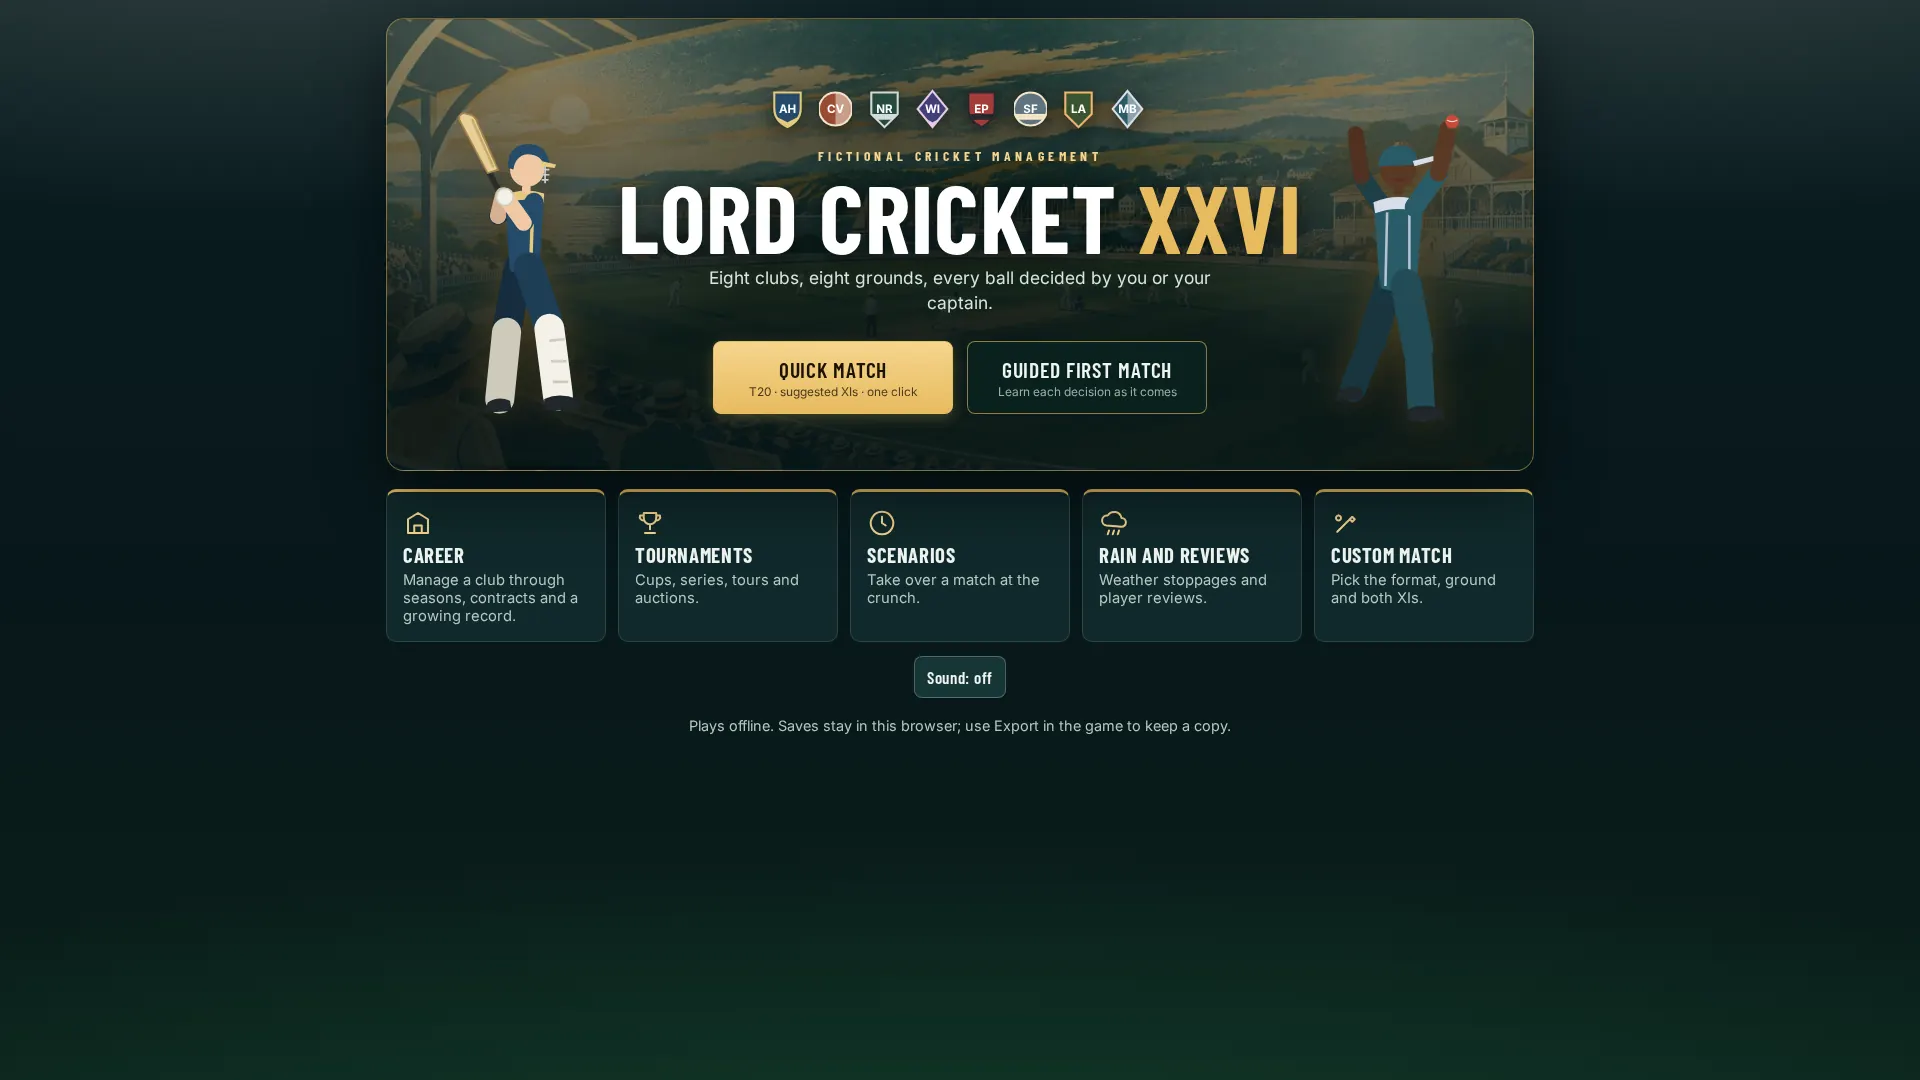 AH CV NR WI EP SF LA MB
FICTIONAL CRICKET MANAGEMENT
LORD CRICKET XXVI
Eight clubs, eight grounds, every ball decided by you or your
captain.
QUICK MATCH
T20 · suggested XIs · one click
GUIDED FIRST MATCH
Learn each decision as it comes
CAREER
Manage a club through
seasons, contracts and a
growing record.
TOURNAMENTS
Cups, series, tours and
auctions.
SCENARIOS
Take over a match at the
crunch.
RAIN AND REVIEWS
Weather stoppages and
player reviews.
CUSTOM MATCH
Pick the format, ground
and both XIs.
Sound: off
Plays offline. Saves stay in this browser; use Export in the game to keep a copy.